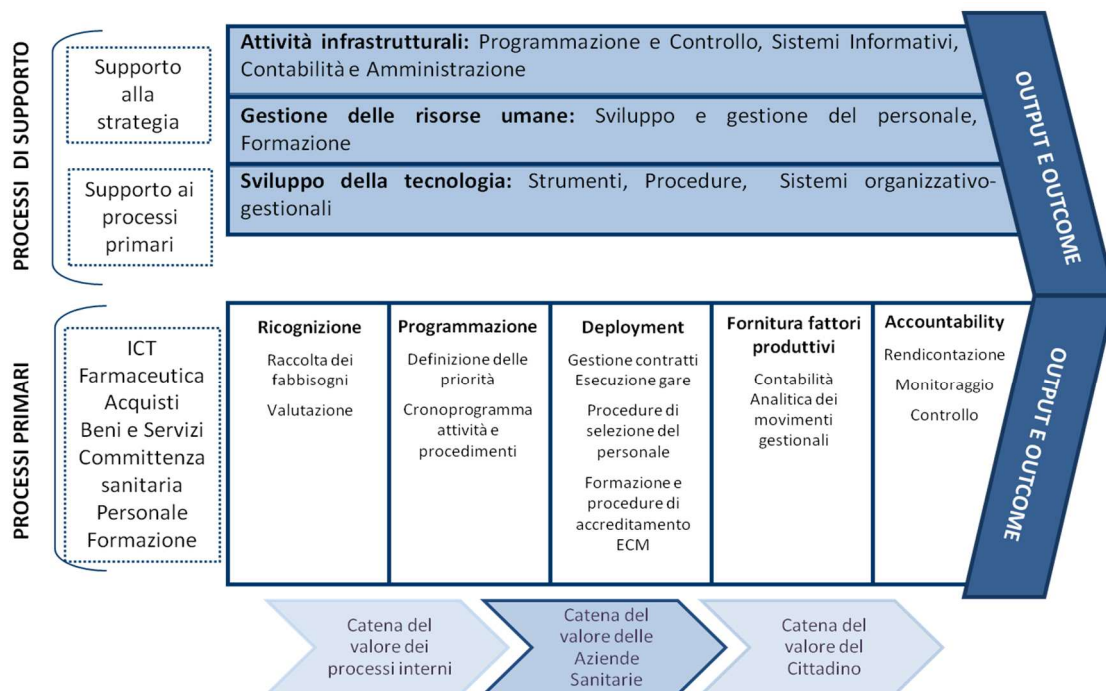 PROCESSI DI SUPPORTO
Supporto
alla
strategia
Supporto ai
processi
primari
Attività infrastrutturali: Programmazione e Controllo, Sistemi Informativi,
Contabilità e Amministrazione
Gestione delle risorse umane: Sviluppo e gestione del personale,
Formazione
Sviluppo della tecnologia: Strumenti, Procedure, Sistemi organizzativo-
gestionali
OUTPUT E OUTCOME
PROCESSI PRIMARI
ICT
Farmaceutica
Acquisti
Beni e Servizi
Committenza
sanitaria
Personale
Formazione
Ricognizione
Raccolta dei
fabbisogni
Valutazione
Programmazione
Definizione delle
priorità
Cronoprogramma
attività e
procedimenti
Deployment
Gestione contratti
Esecuzione gare
Procedure di
selezione del
personale
Formazione e
procedure di
accreditamento
ECM
Fornitura fattori
produttivi
Contabilità
Analitica dei
movimenti
gestionali
Accountability
Rendicontazione
Monitoraggio
Controllo
OUTPUT E OUTCOME
Catena del
valore dei
processi interni
Catena del
valore delle
Aziende
Sanitarie
Catena del
valore del
Cittadino